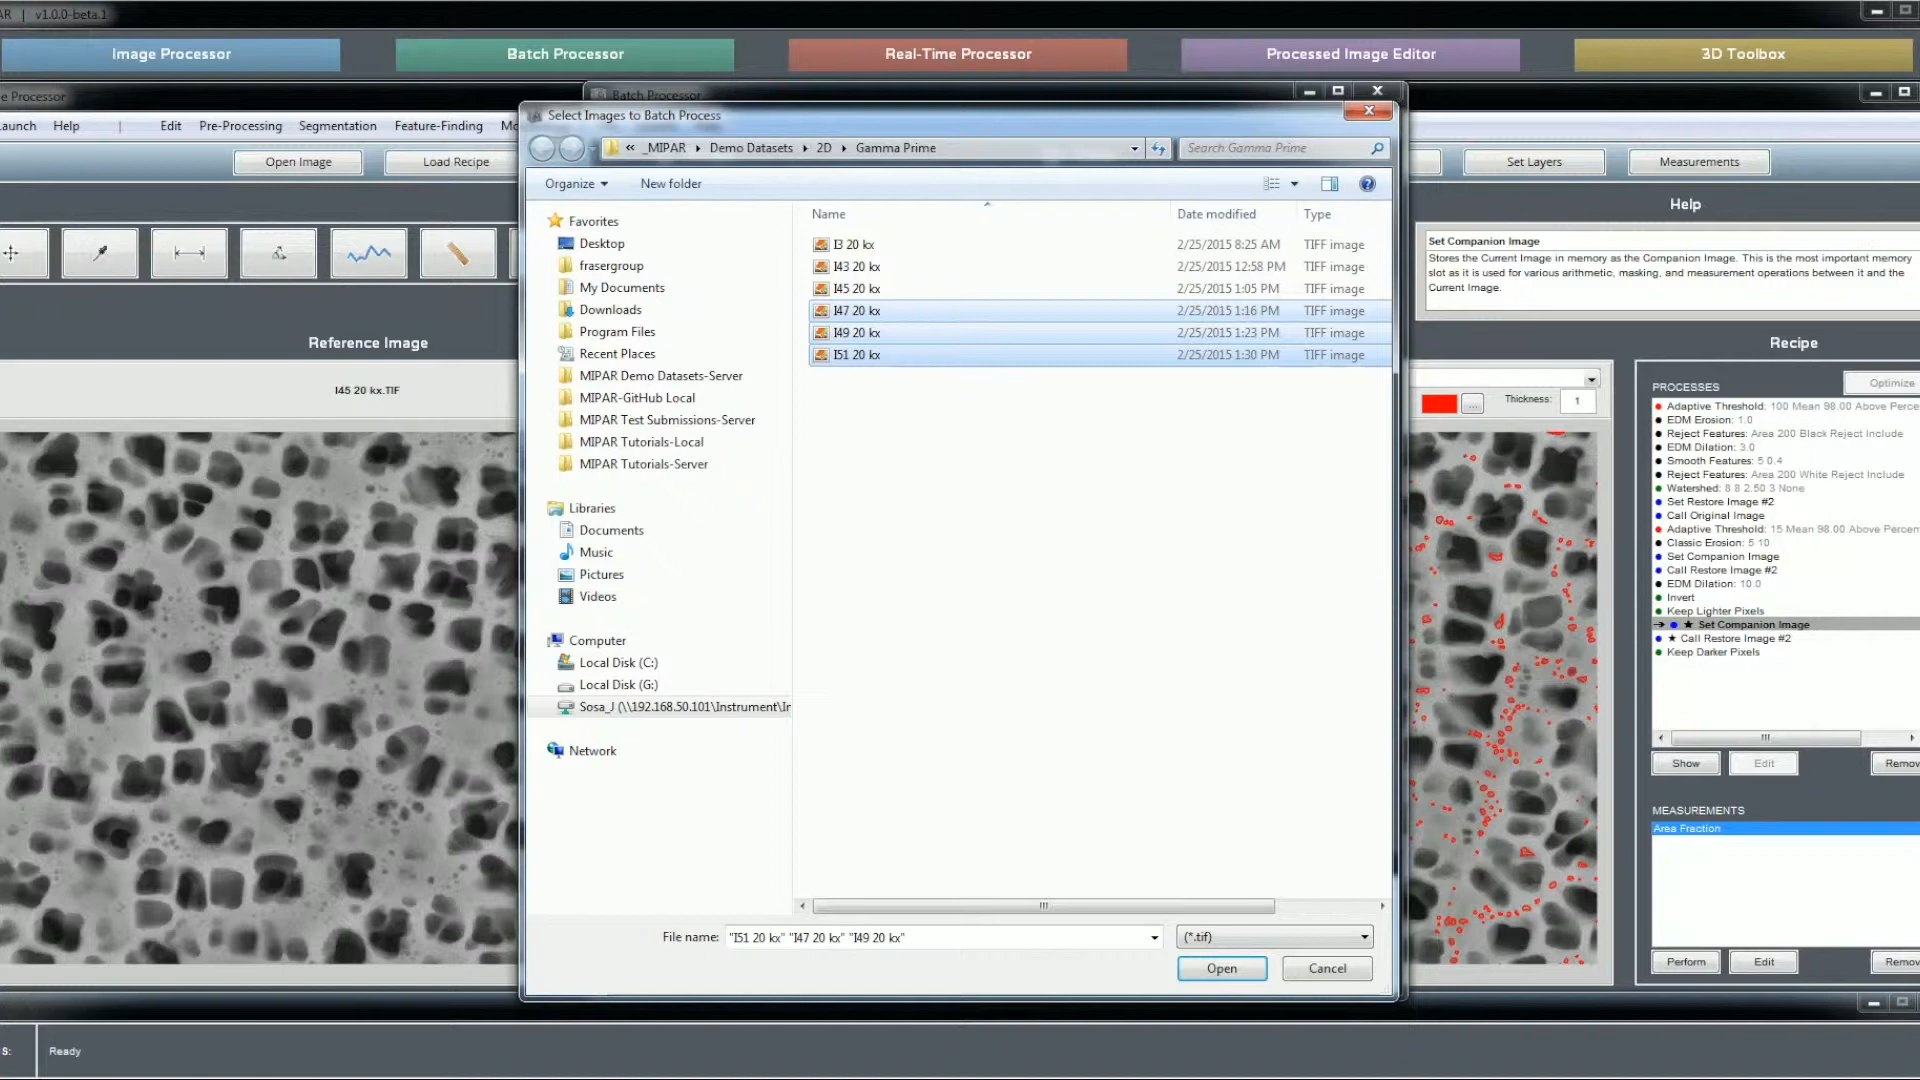 AR | v1.0.0-beta.1
Image Processor
Batch Processor
Real-Time Processor
Processed Image Editor
3D Toolbox
e Processor
Batch Processor
Select Images to Batch Process
aunch Help | Edit Pre-Processing Segmentation Feature-Finding Mo
« _MIPAR Demo Datasets 2D Gamma Prime
Search Gamma Prime
Open Image
Load Recipe
Set Layers
Measurements
Organize
New folder
Help
Favorites
Desktop
frasergroup
My Documents
Downloads
Program Files
Recent Places
MIPAR Demo Datasets-Server
MIPAR-GitHub Local
MIPAR Test Submissions-Server
MIPAR Tutorials-Local
MIPAR Tutorials-Server
Libraries
Documents
Music
Pictures
Videos
Computer
Local Disk (C:)
Local Disk (G:)
Sosa_J (\\192.168.50.101\Instrument\Ir
Network
Name Date modified Type
I3 20 kx 2/25/2015 8:25 AM TIFF image
I43 20 kx 2/25/2015 12:58 PM TIFF image
I45 20 kx 2/25/2015 1:05 PM TIFF image
I47 20 kx 2/25/2015 1:16 PM TIFF image
I49 20 kx 2/25/2015 1:23 PM TIFF image
I51 20 kx 2/25/2015 1:30 PM TIFF image
File name: "I51 20 kx" "I47 20 kx" "I49 20 kx"
(*.tif)
Open
Cancel
Set Companion Image
Stores the Current Image in memory as the Companion Image. This is the most important memory
slot as it is used for various arithmetic, masking, and measurement operations between it and the
Current Image.
Reference Image
I45 20 kx.TIF
Thickness: 1
Recipe
PROCESSES
Optimize
Adaptive Threshold: 100 Mean 98.00 Above Perce
EDM Erosion: 1.0
Reject Features: Area 200 Black Reject Include
EDM Dilation: 3.0
Smooth Features: 5 0.4
Reject Features: Area 200 White Reject Include
Watershed: 8 8 2.50 3 None
Set Restore Image #2
Call Original Image
Adaptive Threshold: 15 Mean 98.00 Above Percen
Classic Erosion: 5 10
Set Companion Image
Call Restore Image #2
EDM Dilation: 10.0
Invert
Keep Lighter Pixels
→ ★ Set Companion Image
★ Call Restore Image #2
Keep Darker Pixels
Show
Edit
Remov
MEASUREMENTS
Area Fraction
Perform
Edit
Remov
S:
Ready